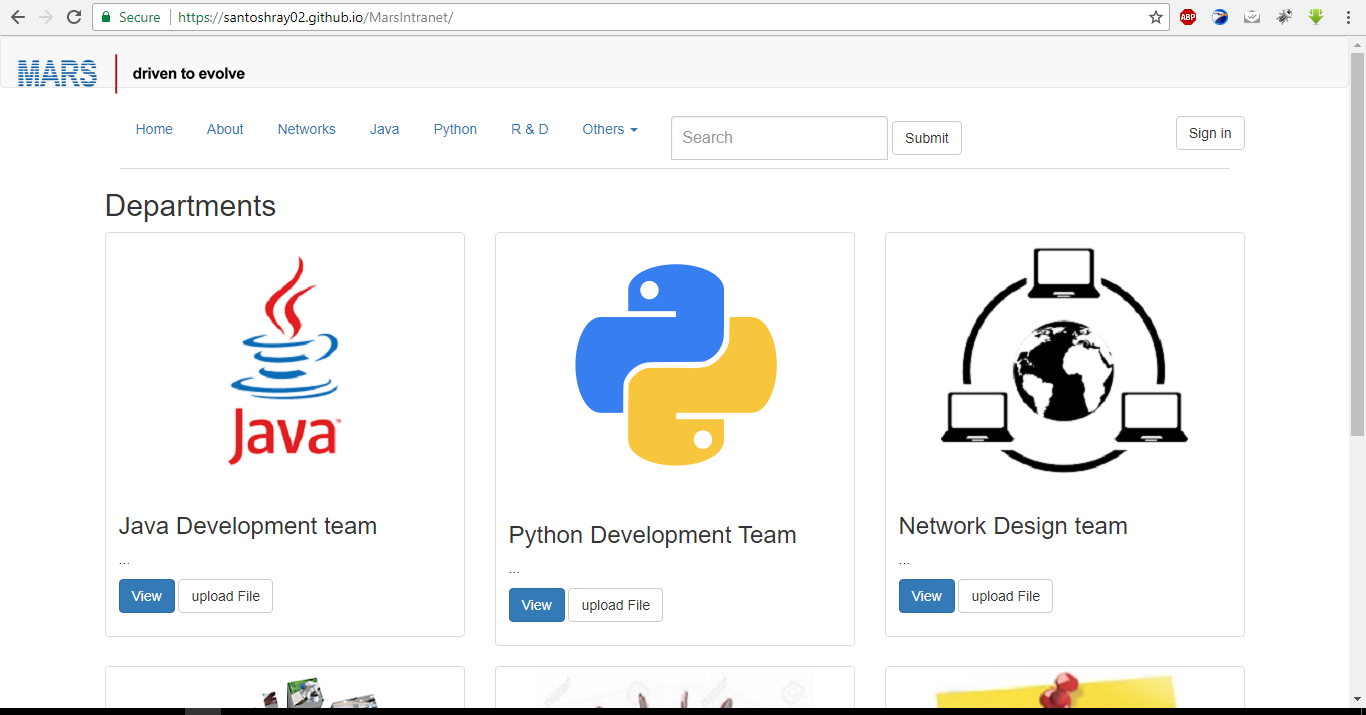 Secure https://santoshray02.github.io/MarsIntranet/ ABP
MARS driven to evolve
Home About Networks Java Python R & D Others Search Submit Sign in
Departments
Java™
Java Development team
...
View upload File
Python Development Team
...
View upload File
Network Design team
...
View upload File